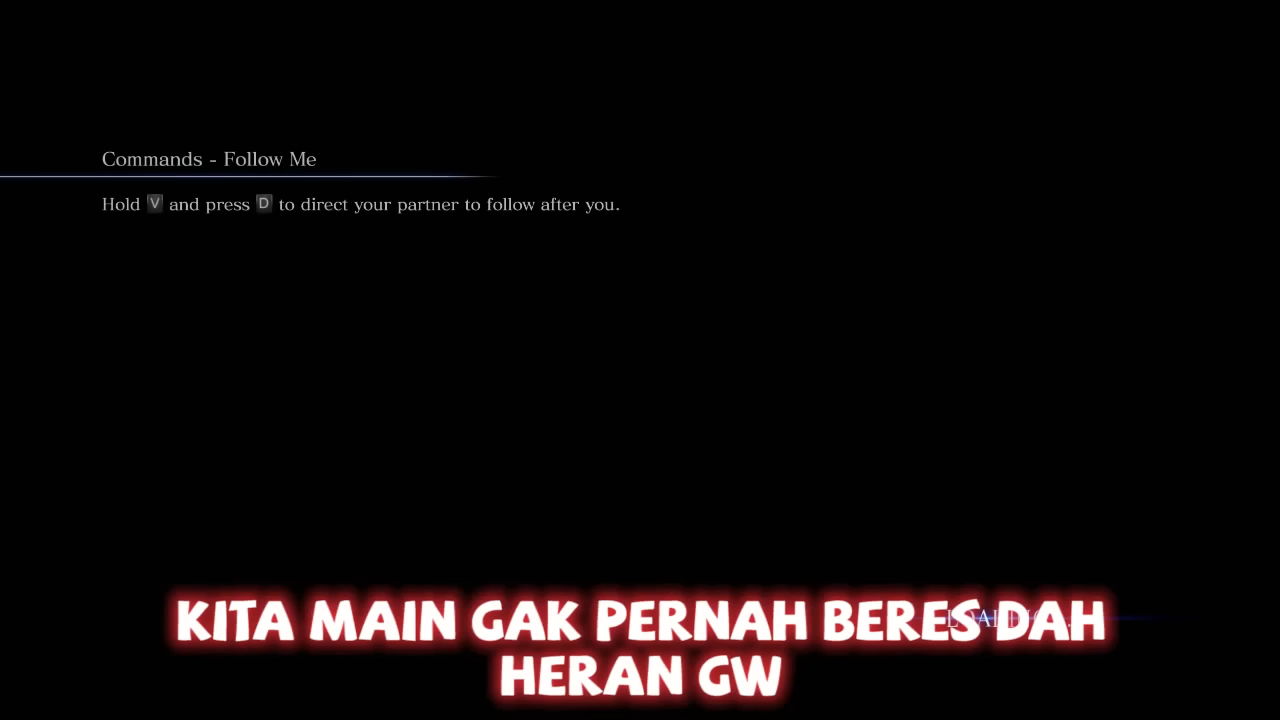 Commands - Follow Me
Hold V and press D to direct your partner to follow after you.
KITA MAIN GAK PERNAH BERES DAH
HERAN GW